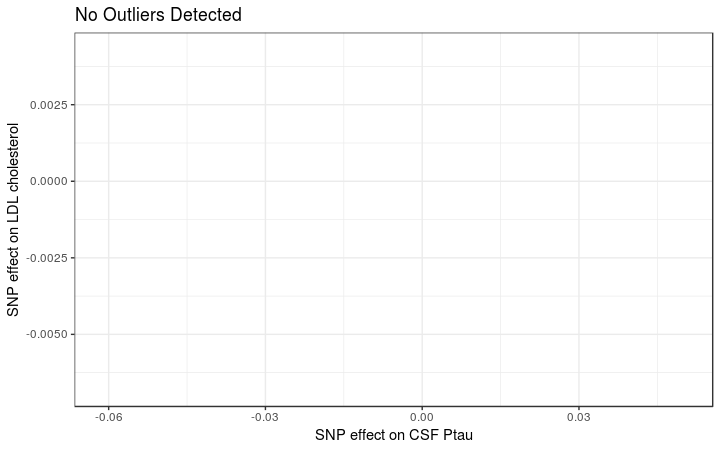 No Outliers Detected
SNP effect on LDL cholesterol
0.0025
0.0000
-0.0025
-0.0050
-0.06
-0.03
0.00
0.03
SNP effect on CSF Ptau